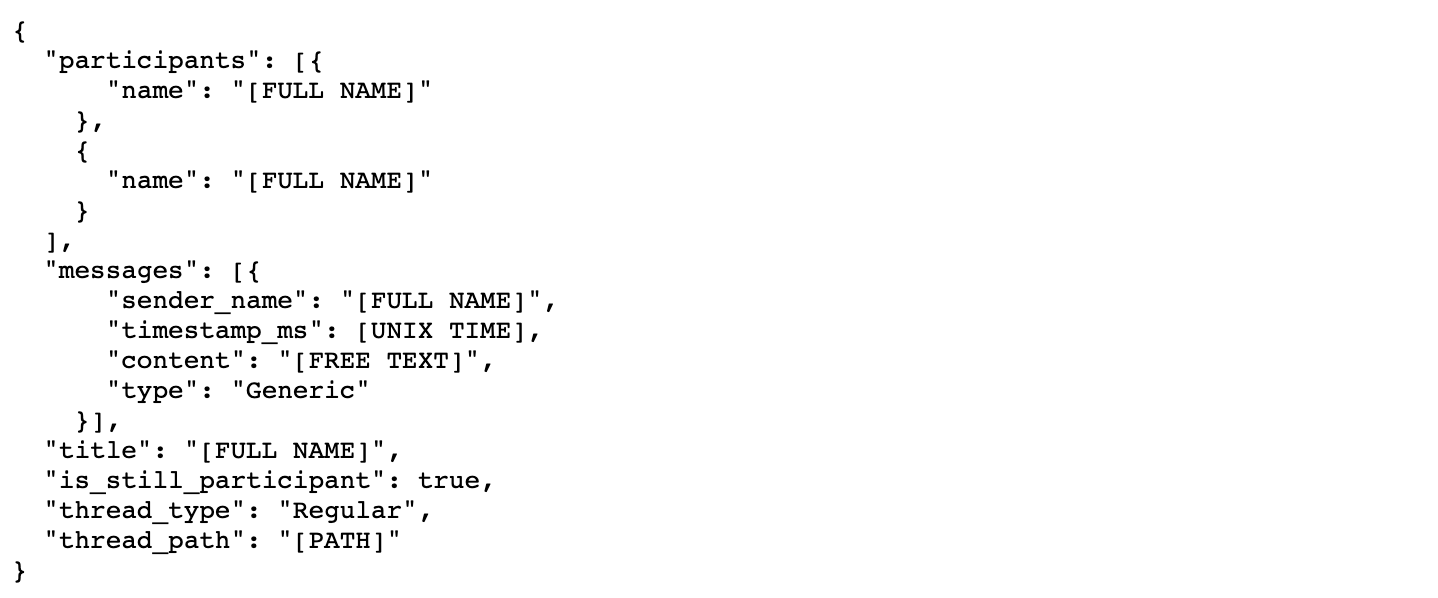 {
  "participants": [{
      "name": "[FULL NAME]"
    },
    {
      "name": "[FULL NAME]"
    }
  ],
  "messages": [{
      "sender_name": "[FULL NAME]",
      "timestamp_ms": [UNIX TIME],
      "content": "[FREE TEXT]",
      "type": "Generic"
    }],
  "title": "[FULL NAME]",
  "is_still_participant": true,
  "thread_type": "Regular",
  "thread_path": "[PATH]"
}